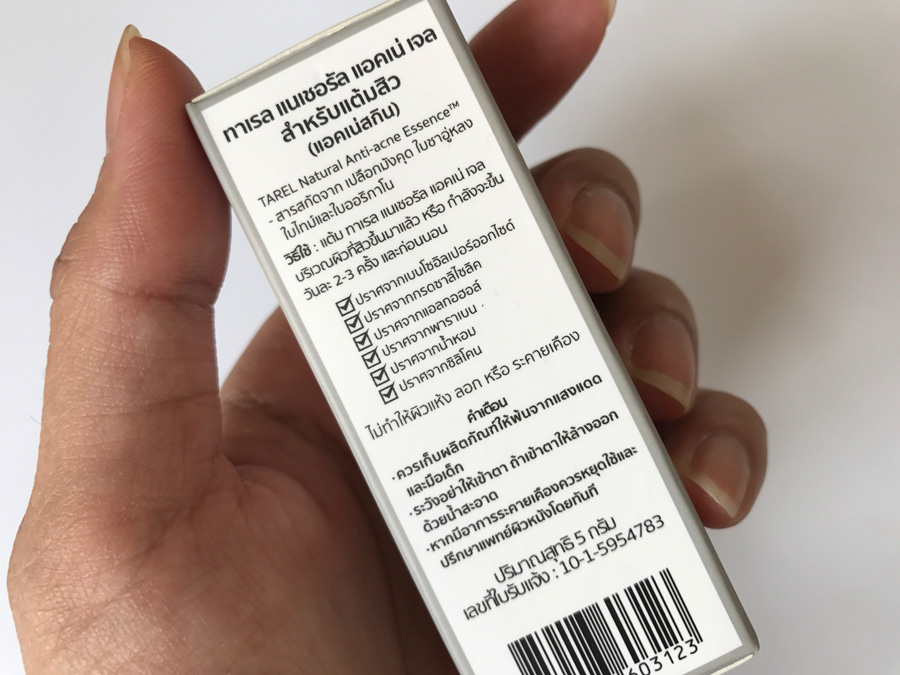 ทาเรล แนเชอรัล แอคเน่ เจล
สำหรับแต้มสิว
(แอคเน่สกิน)
TAREL Natural Anti-acne Essence™
- สารสกัดจาก เปลือกมังคุด ใบชาอู่หลง
ใบไทม์และใบออริกาโน
วิธีใช้ : แต้ม ทาเรล แนเชอรัล แอคเน่ เจล
บริเวณผิวที่สิวขึ้นมาแล้ว หรือ กำลังจะขึ้น
วันละ 2-3 ครั้ง และก่อนนอน
ปราศจากเบนโซอิลเปอร์ออกไซด์
ปราศจากกรดซาลิไซลิค
ปราศจากแอลกอฮอล์
ปราศจากพาราเบน
ปราศจากน้ำหอม
ปราศจากซิลิโคน
ไม่ทำให้ผิวแห้ง ลอก หรือ ระคายเคือง
คำเตือน
·ควรเก็บผลิตภัณฑ์ให้พ้นจากแสงแดด
และมือเด็ก
·ระวังอย่าให้เข้าตา ถ้าเข้าตาให้ล้างออก
ด้วยน้ำสะอาด
·หากมีอาการระคายเคืองควรหยุดใช้และ
ปรึกษาแพทย์ผิวหนังโดยทันที
ปริมาณสุทธิ 5 กรัม
เลขที่ใบรับแจ้ง : 10-1-5954783
603123